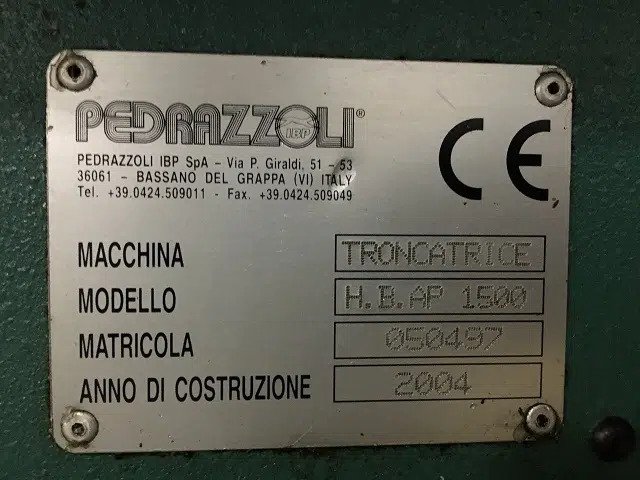 PEDRAZZOLI®
IBP
PEDRAZZOLI IBP SpA - Via P. Giraldi, 51 - 53
36061 - BASSANO DEL GRAPPA (VI) ITALY
Tel. +39.0424.509011 - Fax. +39.0424.509049
CE
MACCHINA TRONCATRICE
MODELLO H.B.AP 1500
MATRICOLA 050497
ANNO DI COSTRUZIONE 2004